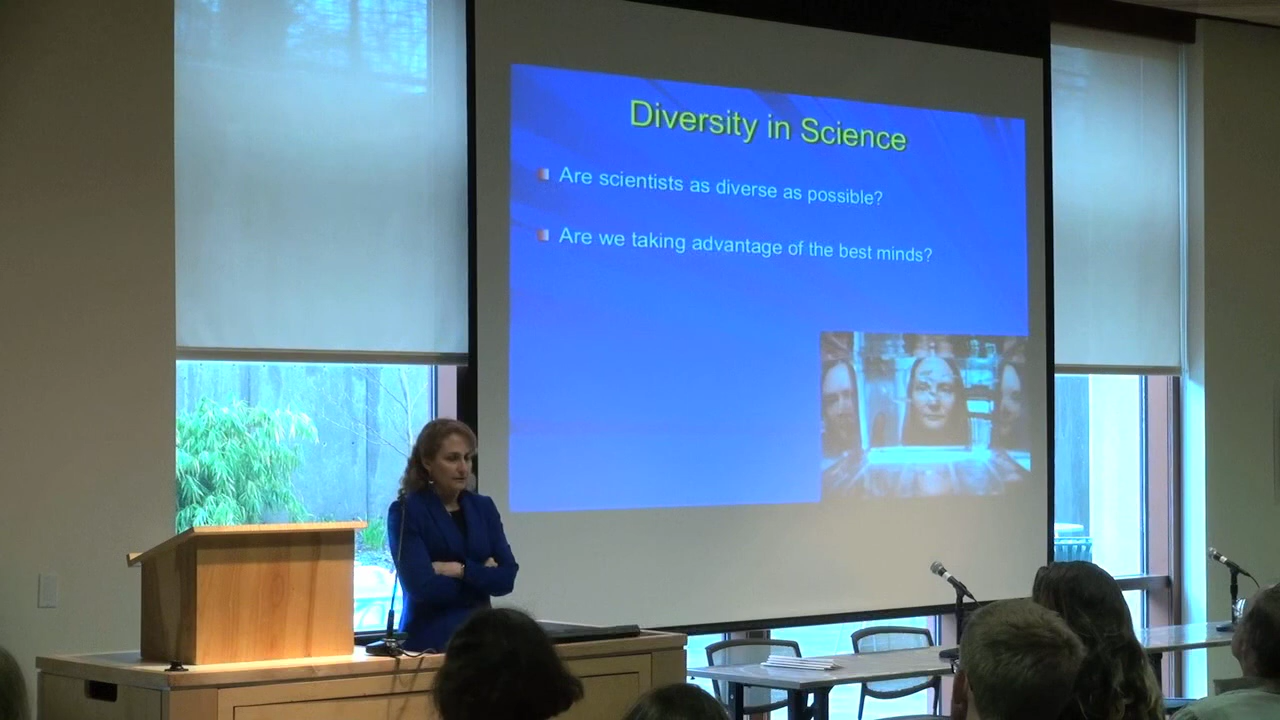 Diversity in Science
Are scientists as diverse as possible?
Are we taking advantage of the best minds?